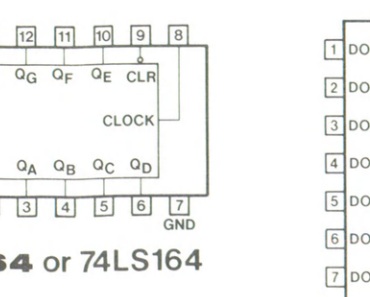 12 11 10 9 8
QG QF QE CLR
CLOCK
QA QB QC QD
3 4 5 6 7
GND
64 or 74LS164
1 DO
2 DO
3 DO
4 DO
5 DO
6 DO
7 DO